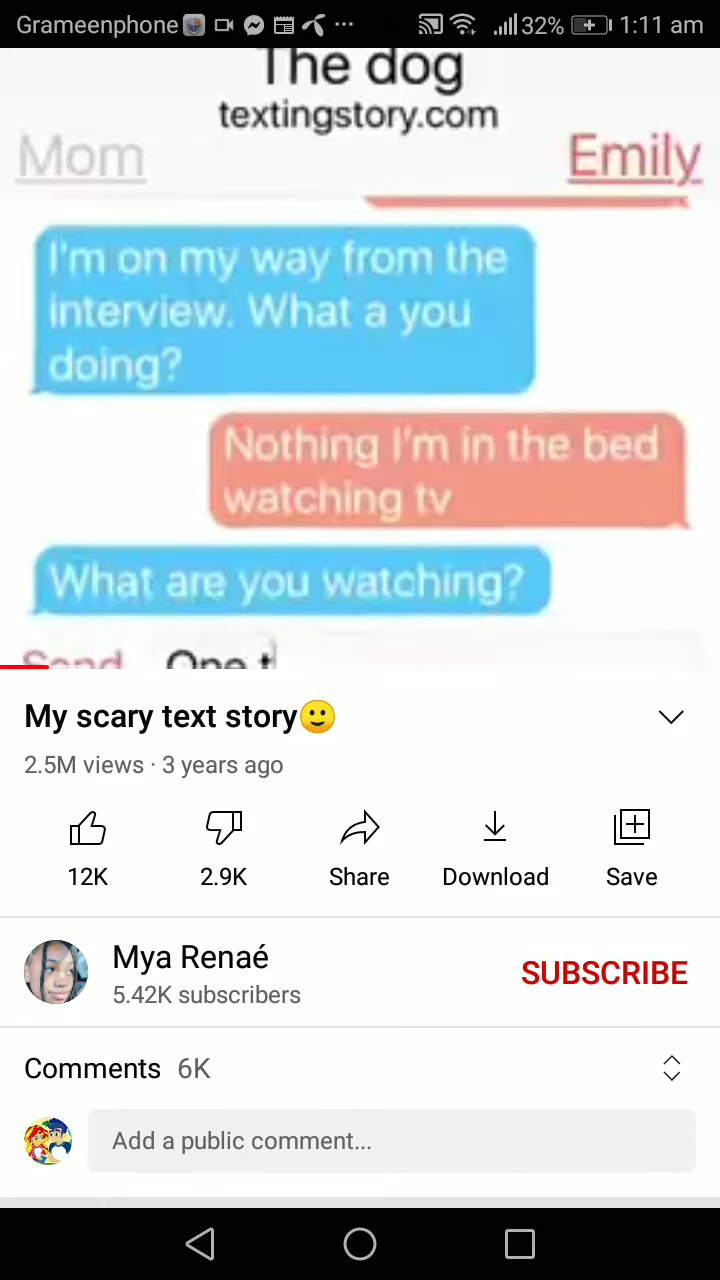 Grameenphone ... 32% 1:11 am
The dog
textingstory.com
Mom Emily
I'm on my way from the
interview. What a you
doing?
Nothing I'm in the bed
watching tv
What are you watching?
Send One t
My scary text story
2.5M views · 3 years ago
12K 2.9K Share Download Save
Mya Renaé
SUBSCRIBE
5.42K subscribers
Comments 6K
Add a public comment...